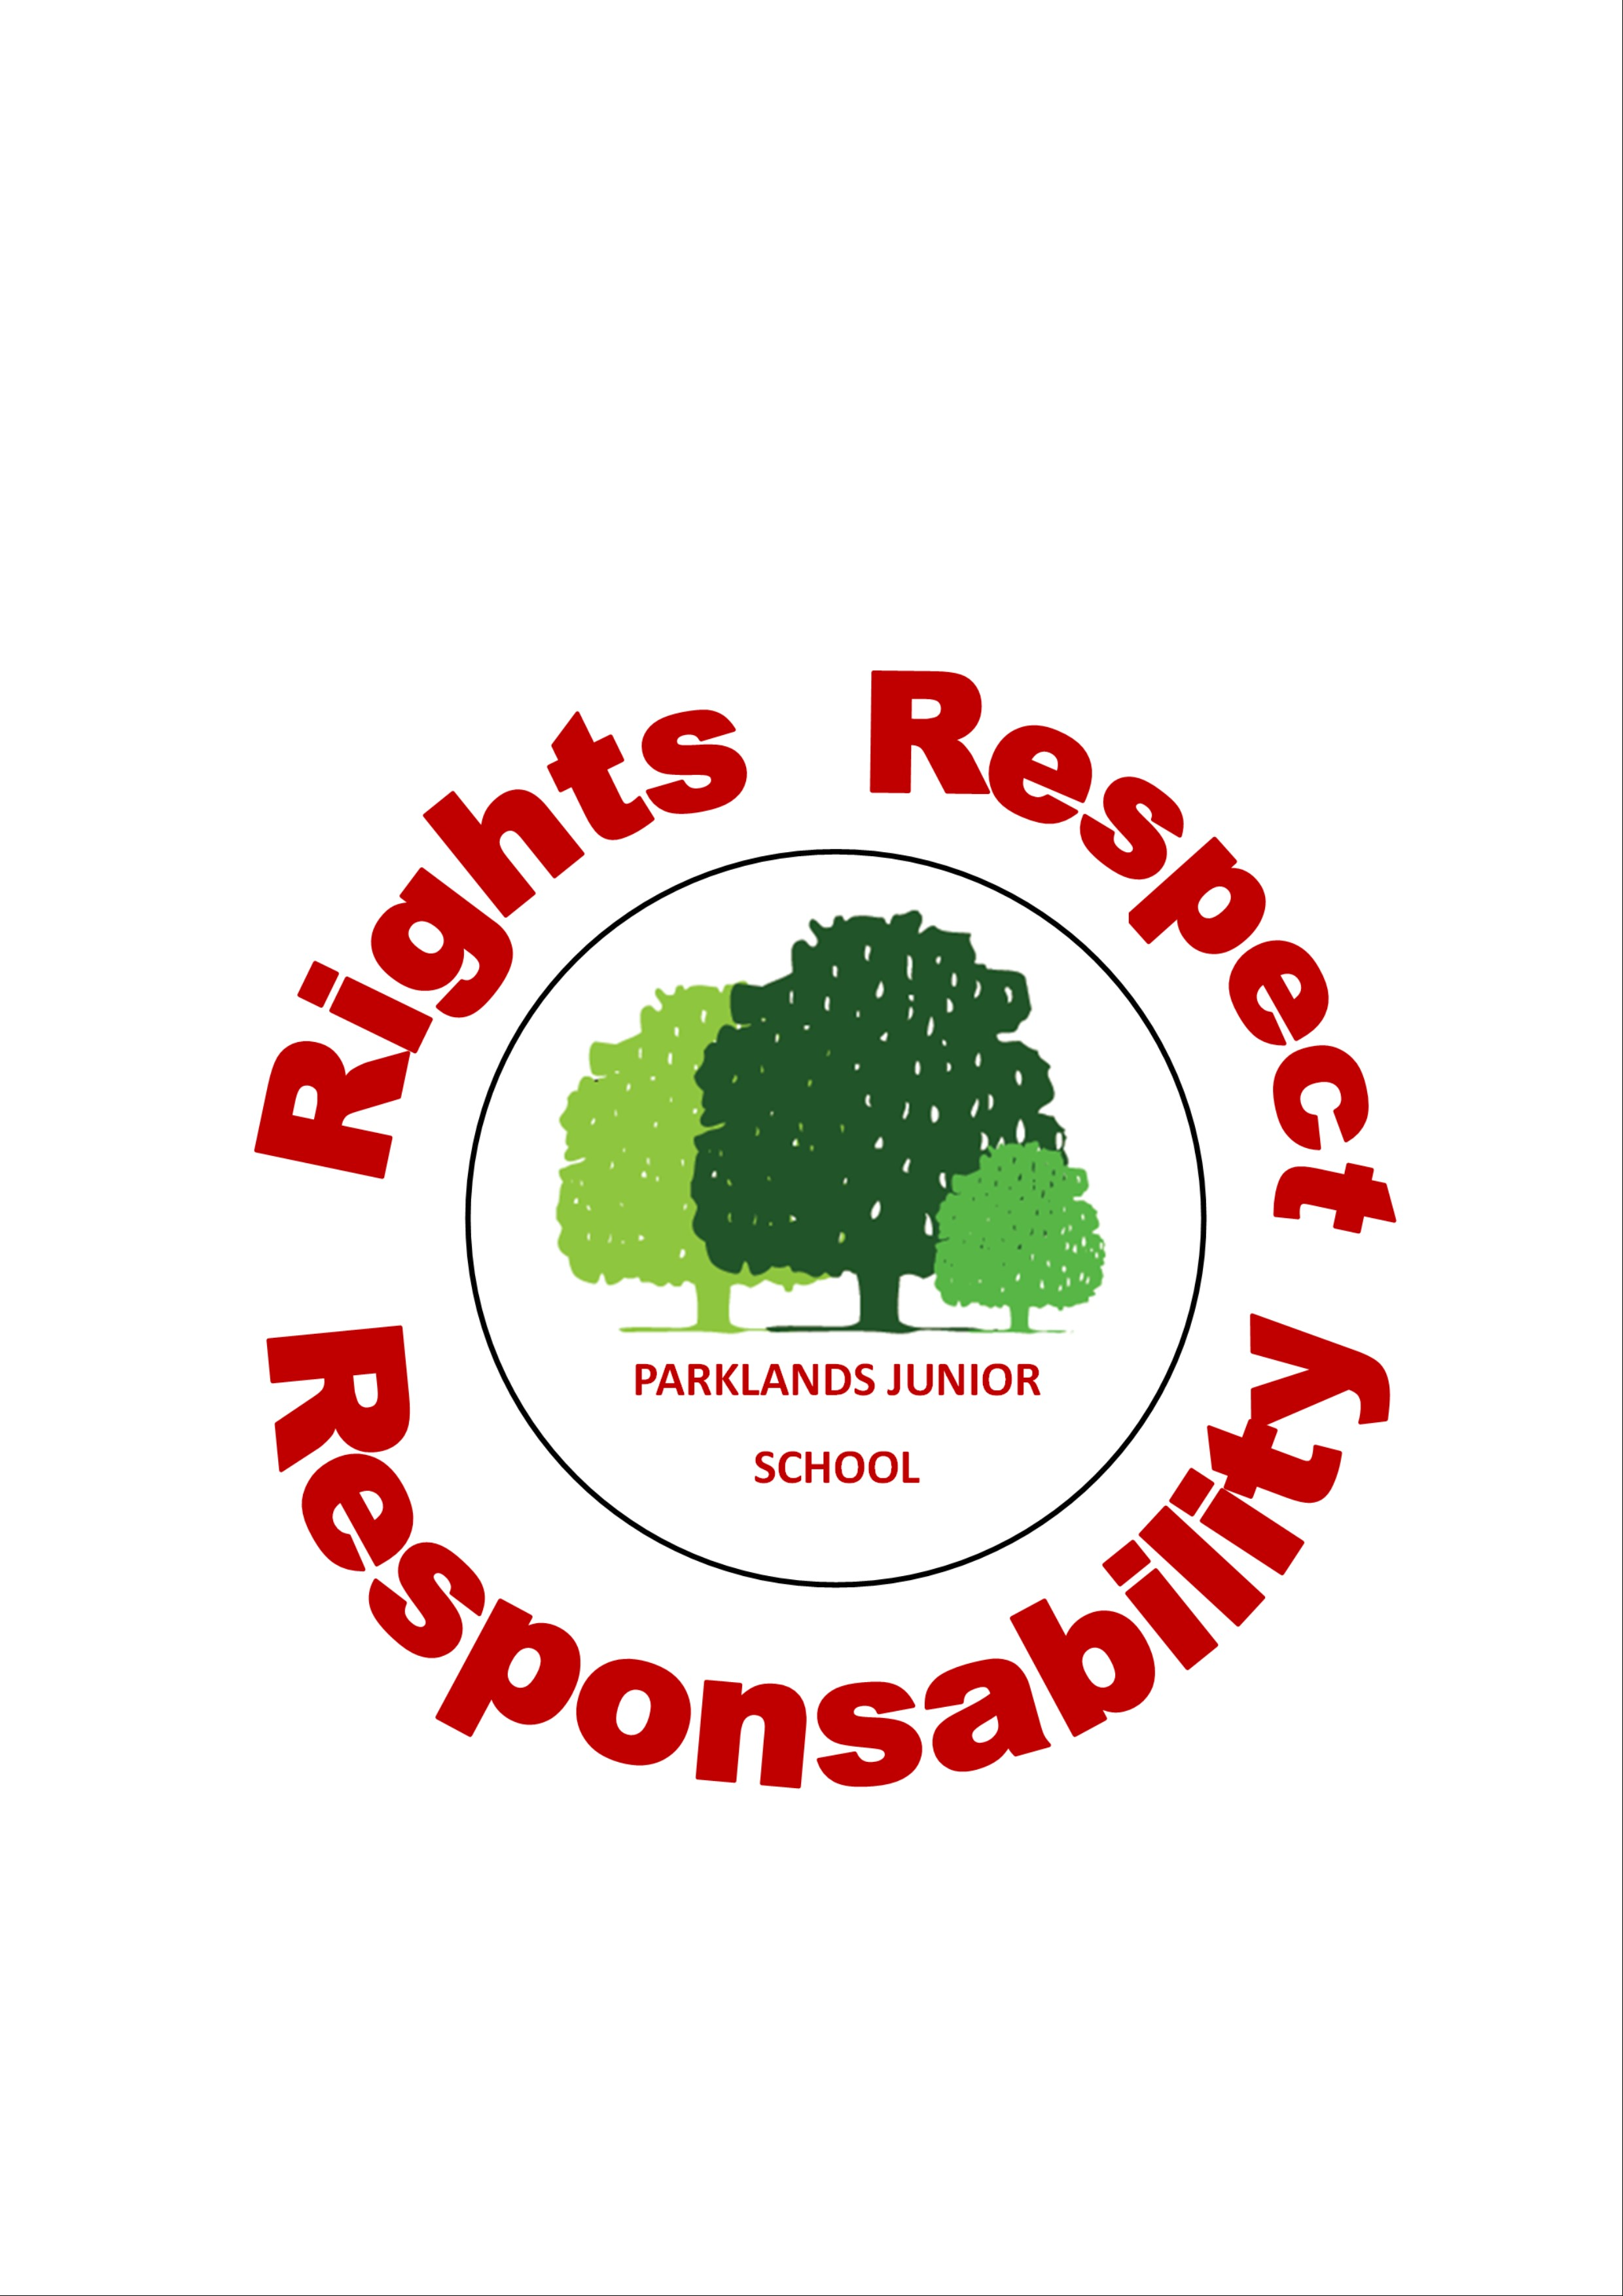 Rights Respect
PARKLANDS JUNIOR
SCHOOL
Responsability